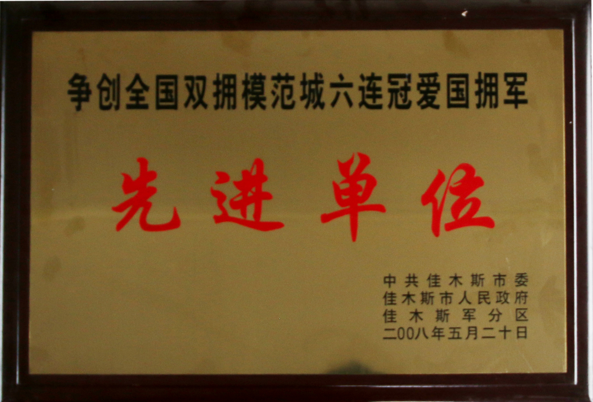 争创全国双拥模范城六连冠爱国拥军
先进单位
中共佳木斯市委
佳木斯市人民政府
佳木斯军分区
二00八年五月二十日